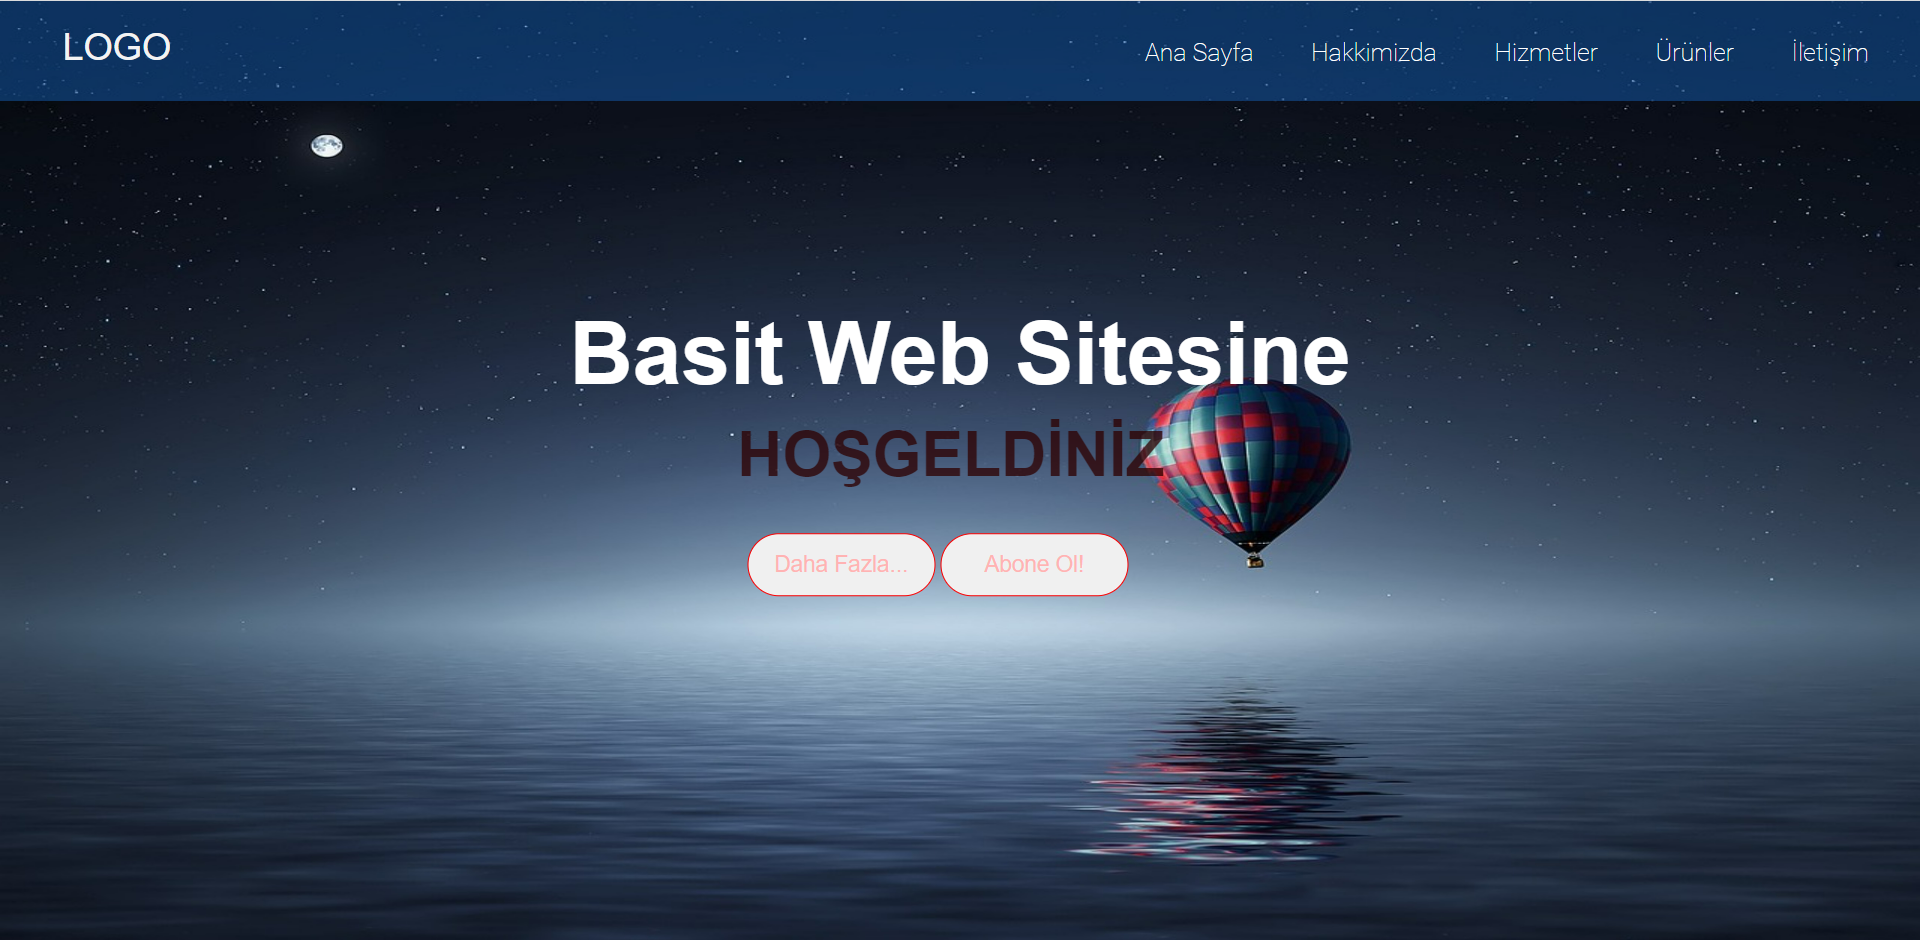 LOGO
Ana Sayfa Hakkimizda Hizmetler Ürünler İletişim
Basit Web Sitesine
HOŞGELDİNİZ
Daha Fazla... Abone Ol!